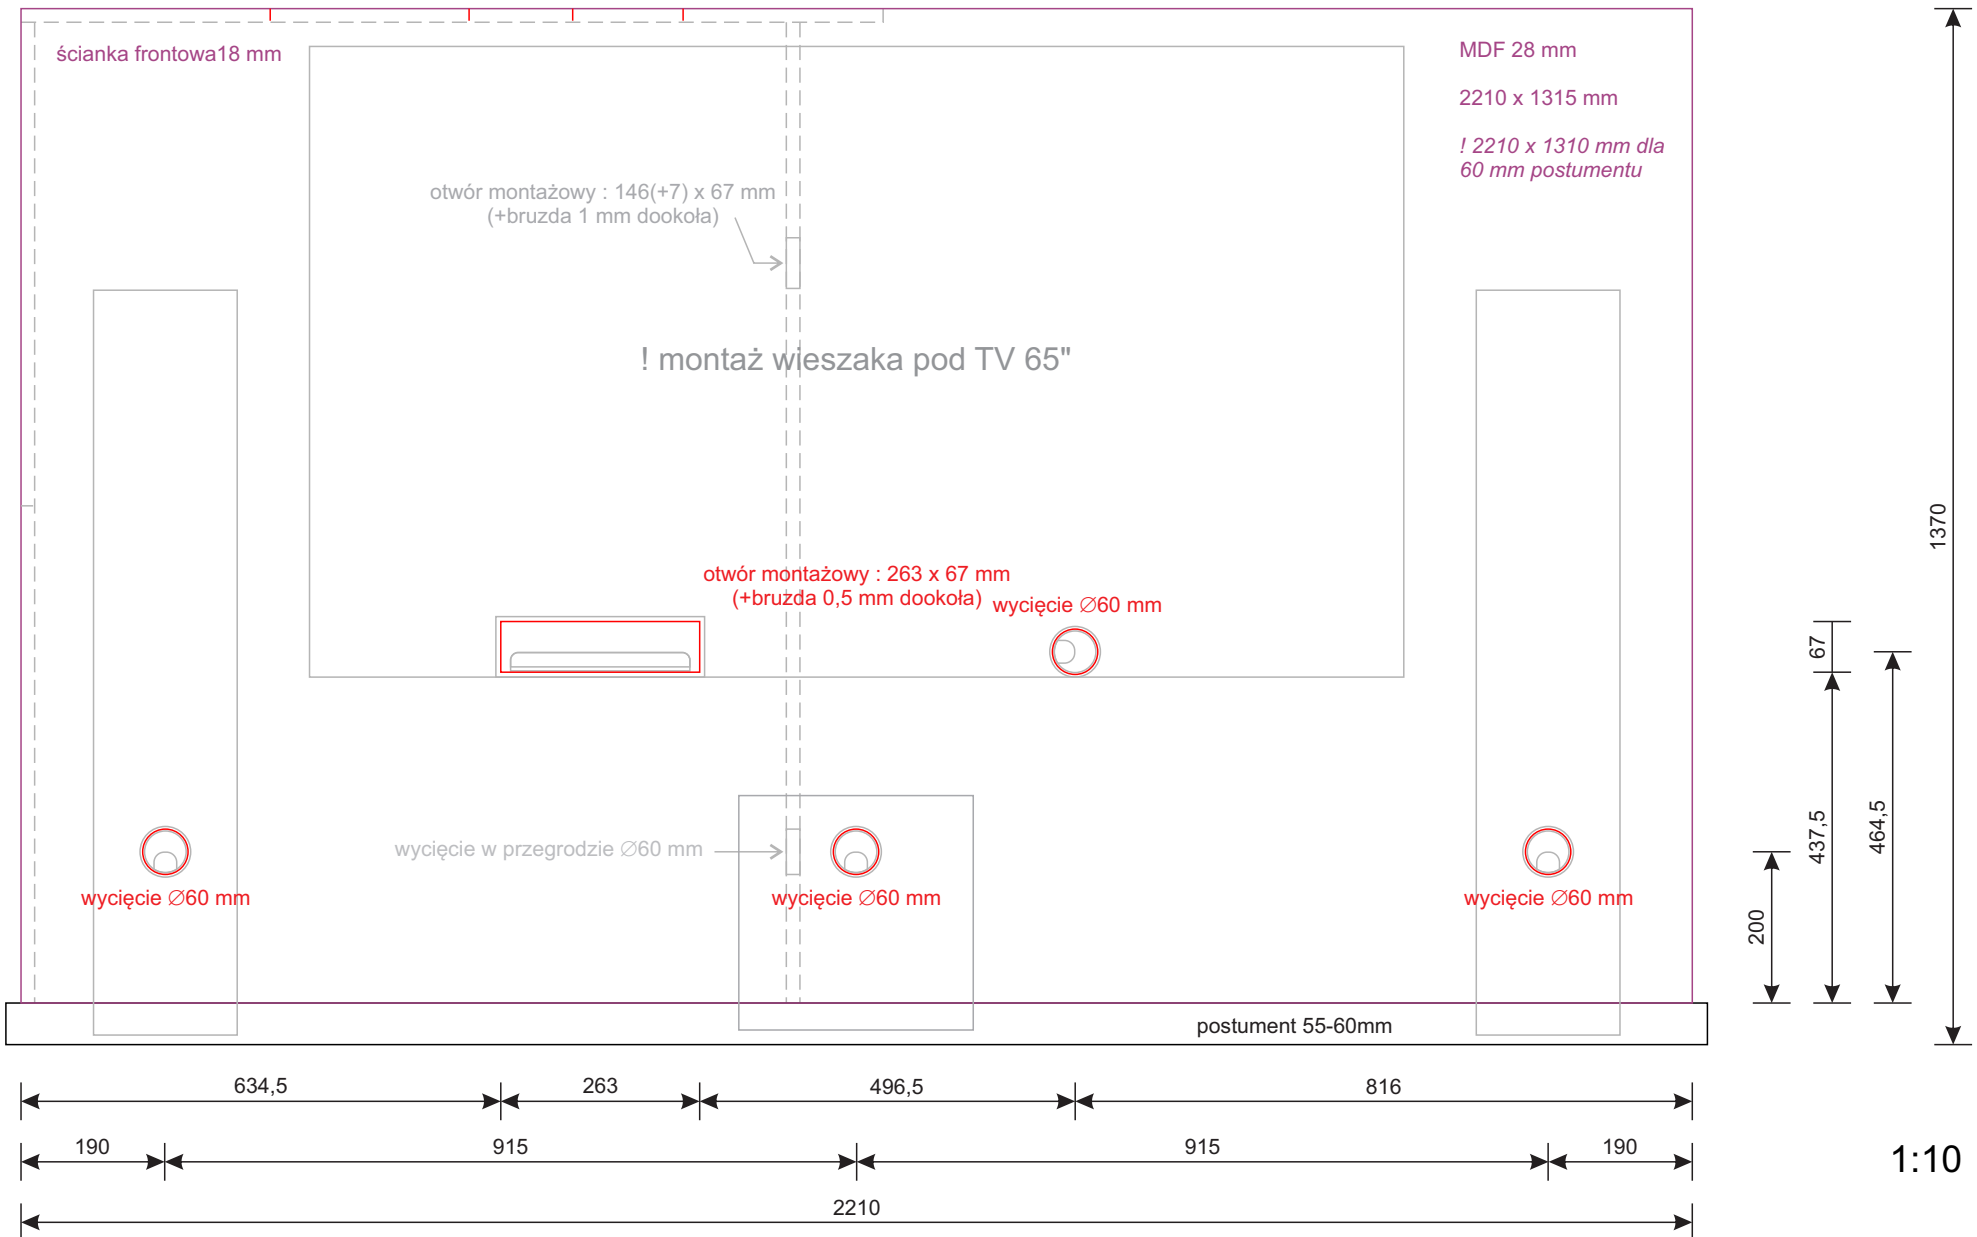 ścianka frontowa18 mm
MDF 28 mm
2210 x 1315 mm
! 2210 x 1310 mm dla
60 mm postumentu
otwór montażowy : 146(+7) x 67 mm
(+bruzda 1 mm dookoła)
! montaż wieszaka pod TV 65"
otwór montażowy : 263 x 67 mm
(+bruzda 0,5 mm dookoła)
wycięcie ∅60 mm
wycięcie w przegrodzie ∅60 mm
wycięcie ∅60 mm
wycięcie ∅60 mm
wycięcie ∅60 mm
postument 55-60mm
1370
67
437,5
464,5
200
634,5
263
496,5
816
190
915
915
190
2210
1:10